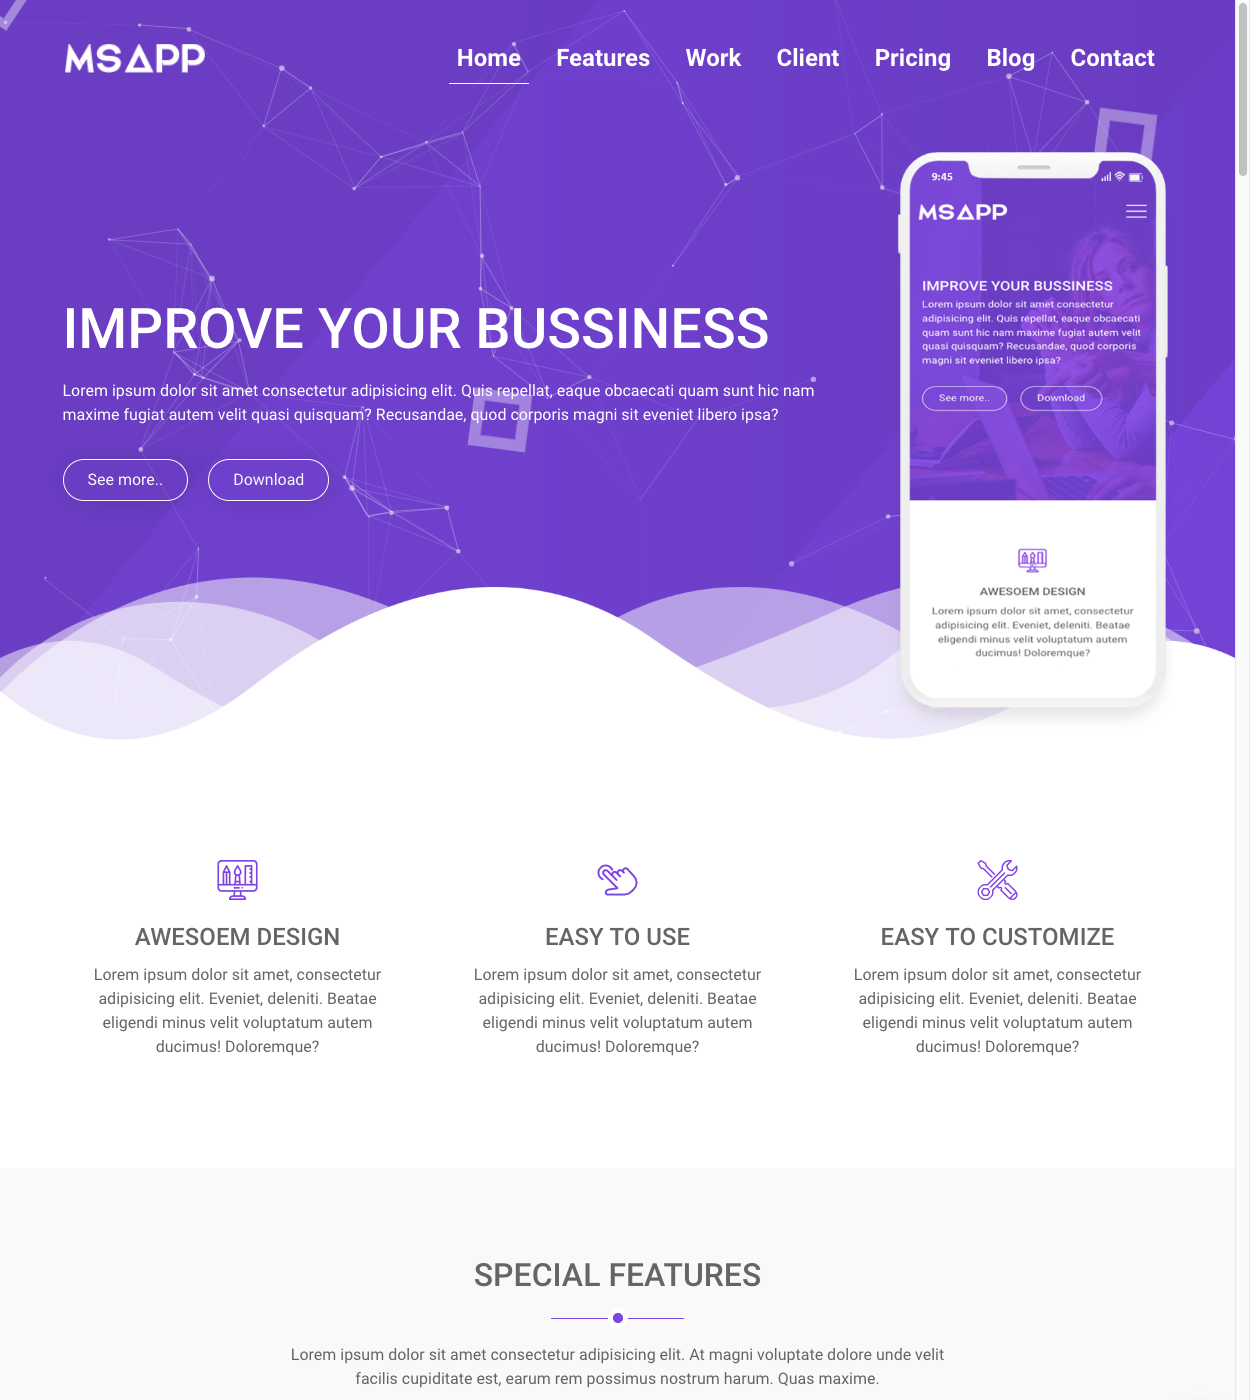 MSAPP
Home Features Work Client Pricing Blog Contact
IMPROVE YOUR BUSSINESS
Lorem ipsum dolor sit amet consectetur adipisicing elit. Quis repellat, eaque obcaecati quam sunt hic nam
maxime fugiat autem velit quasi quisquam? Recusandae, quod corporis magni sit eveniet libero ipsa?
See more.. Download
9:45
MSAPP
IMPROVE YOUR BUSSINESS
Lorem ipsum dolor sit amet consectetur
adipisicing elit. Quis repellat, eaque obcaecati
quam sunt hic nam maxime fugiat autem velit
quasi quisquam? Recusandae, quod corporis
magni sit eveniet libero ipsa?
See more.. Download
AWESOEM DESIGN
Lorem ipsum dolor sit amet, consectetur
adipisicing elit. Eveniet, deleniti. Beatae
eligendi minus velit voluptatum autem
ducimus! Doloremque?
AWESOEM DESIGN
Lorem ipsum dolor sit amet, consectetur
adipisicing elit. Eveniet, deleniti. Beatae
eligendi minus velit voluptatum autem
ducimus! Doloremque?
EASY TO USE
Lorem ipsum dolor sit amet, consectetur
adipisicing elit. Eveniet, deleniti. Beatae
eligendi minus velit voluptatum autem
ducimus! Doloremque?
EASY TO CUSTOMIZE
Lorem ipsum dolor sit amet, consectetur
adipisicing elit. Eveniet, deleniti. Beatae
eligendi minus velit voluptatum autem
ducimus! Doloremque?
SPECIAL FEATURES
Lorem ipsum dolor sit amet consectetur adipisicing elit. At magni voluptate dolore unde velit
facilis cupiditate est, earum rem possimus nostrum harum. Quas maxime.